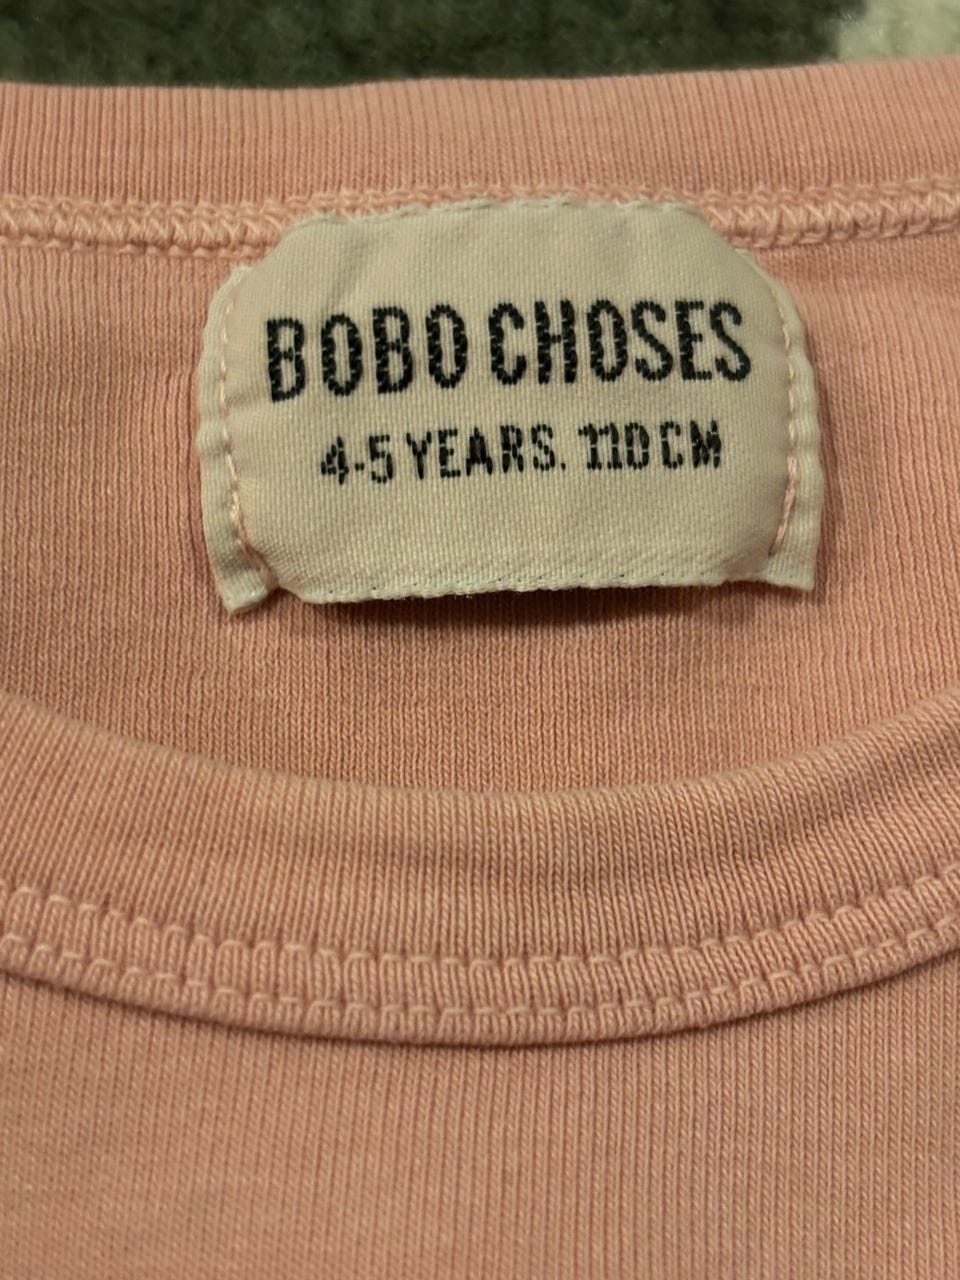 BOBO CHOSES
4-5 YEARS. 110 CM